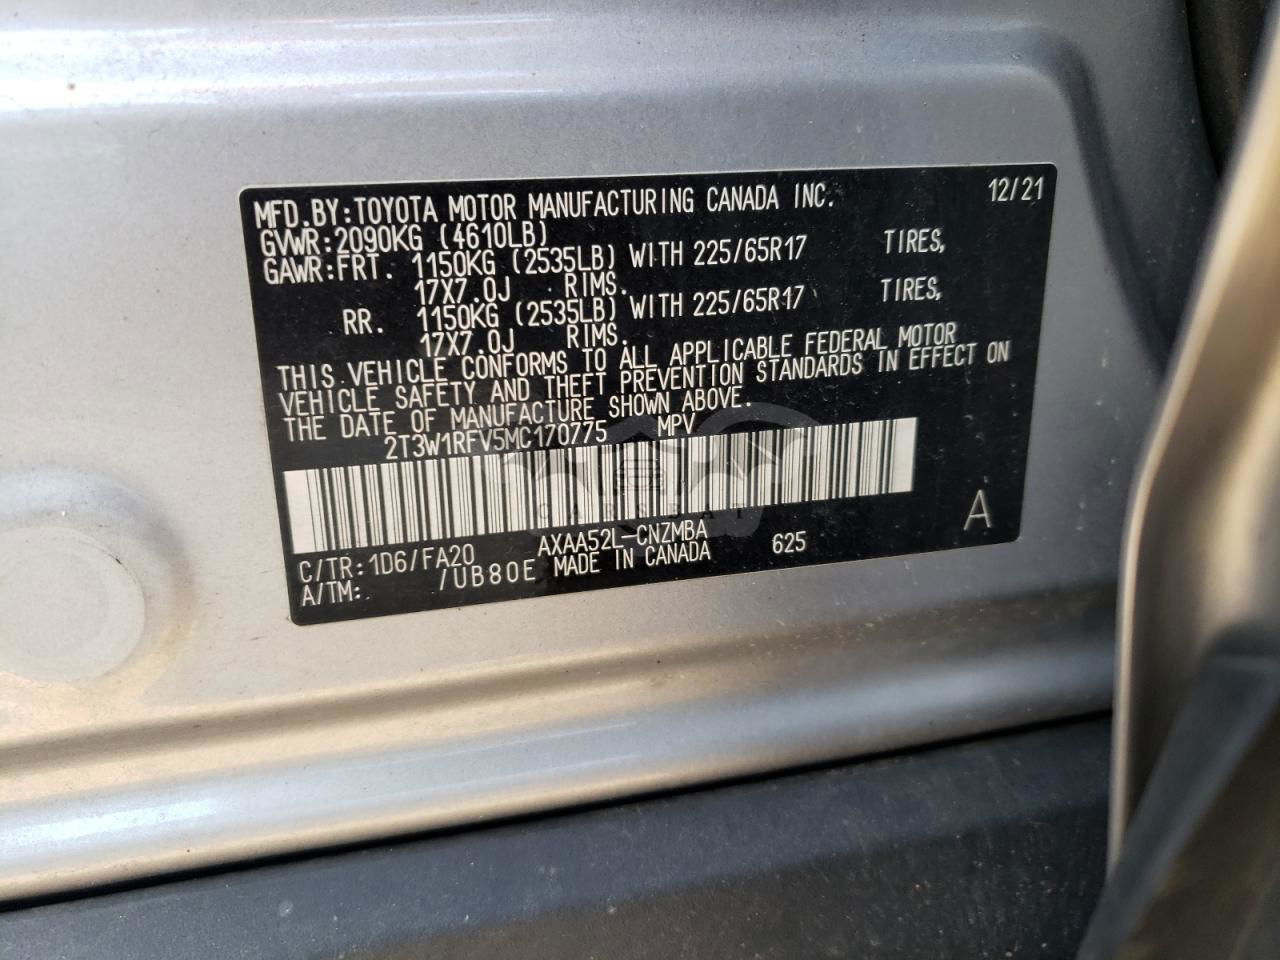 MFD.BY:TOYOTA MOTOR MANUFACTURING CANADA INC. 12/21
GVWR:2090KG (4610LB)
GAWR:FRT. 1150KG (2535LB) WITH 225/65R17 TIRES,
17X7.0J RIMS.
RR. 1150KG (2535LB) WITH 225/65R17 TIRES,
17X7.0J RIMS.
THIS VEHICLE CONFORMS TO ALL APPLICABLE FEDERAL MOTOR
VEHICLE SAFETY AND THEFT PREVENTION STANDARDS IN EFFECT ON
THE DATE OF MANUFACTURE SHOWN ABOVE.
2T3W1RFV5MC170775 MPV
A
C/TR:1D6/FA20 AXAA52L-CNZMBA 625
A/TM: /UB80E MADE IN CANADA